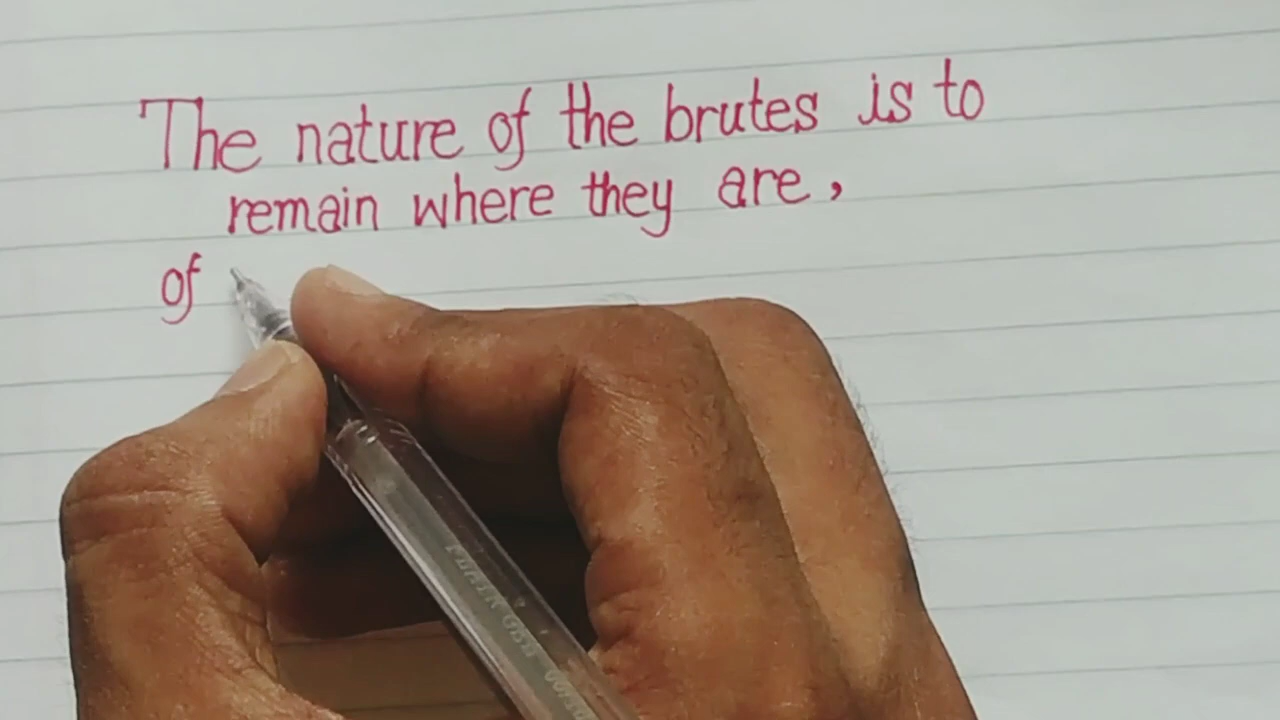 The nature of the brutes is to
remain where they are,
of